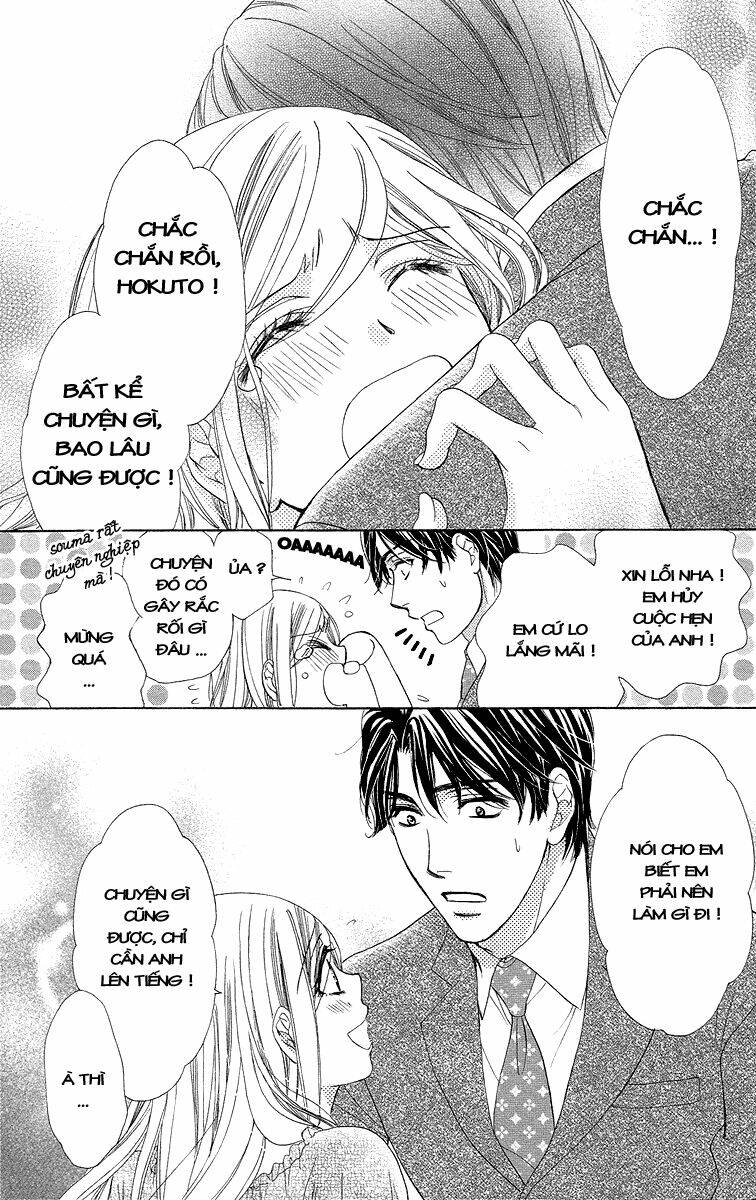 CHẮC
CHẮN... !
CHẮC
CHẮN RỒI,
HOKUTO !
BẤT KỂ
CHUYỆN GÌ,
BAO LÂU
CŨNG ĐƯỢC !
XIN LỖI NHA !
EM HỦY
CUỘC HẸN
CỦA ANH !
EM CỨ LO
LẮNG MÃI !
OAAAAAAA
ỦA ?
CHUYỆN
ĐÓ CÓ
GÂY RẮC
RỐI GÌ
ĐÂU ...
souma rất
chuyên nghiệp
mà !
MỪNG
QUÁ
...
NÓI CHO EM
BIẾT EM
PHẢI NÊN
LÀM GÌ ĐI !
CHUYỆN GÌ
CŨNG
ĐƯỢC, CHỈ
CẦN ANH
LÊN TIẾNG !
À THÌ
...